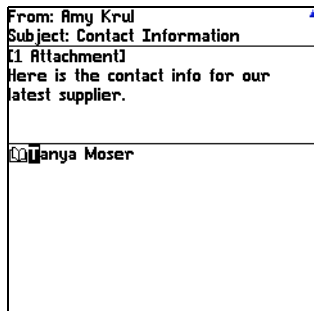 From: Amy Krul
Subject: Contact Information
[1 Attachment]
Here is the contact info for our
latest supplier.
Tanya Moser